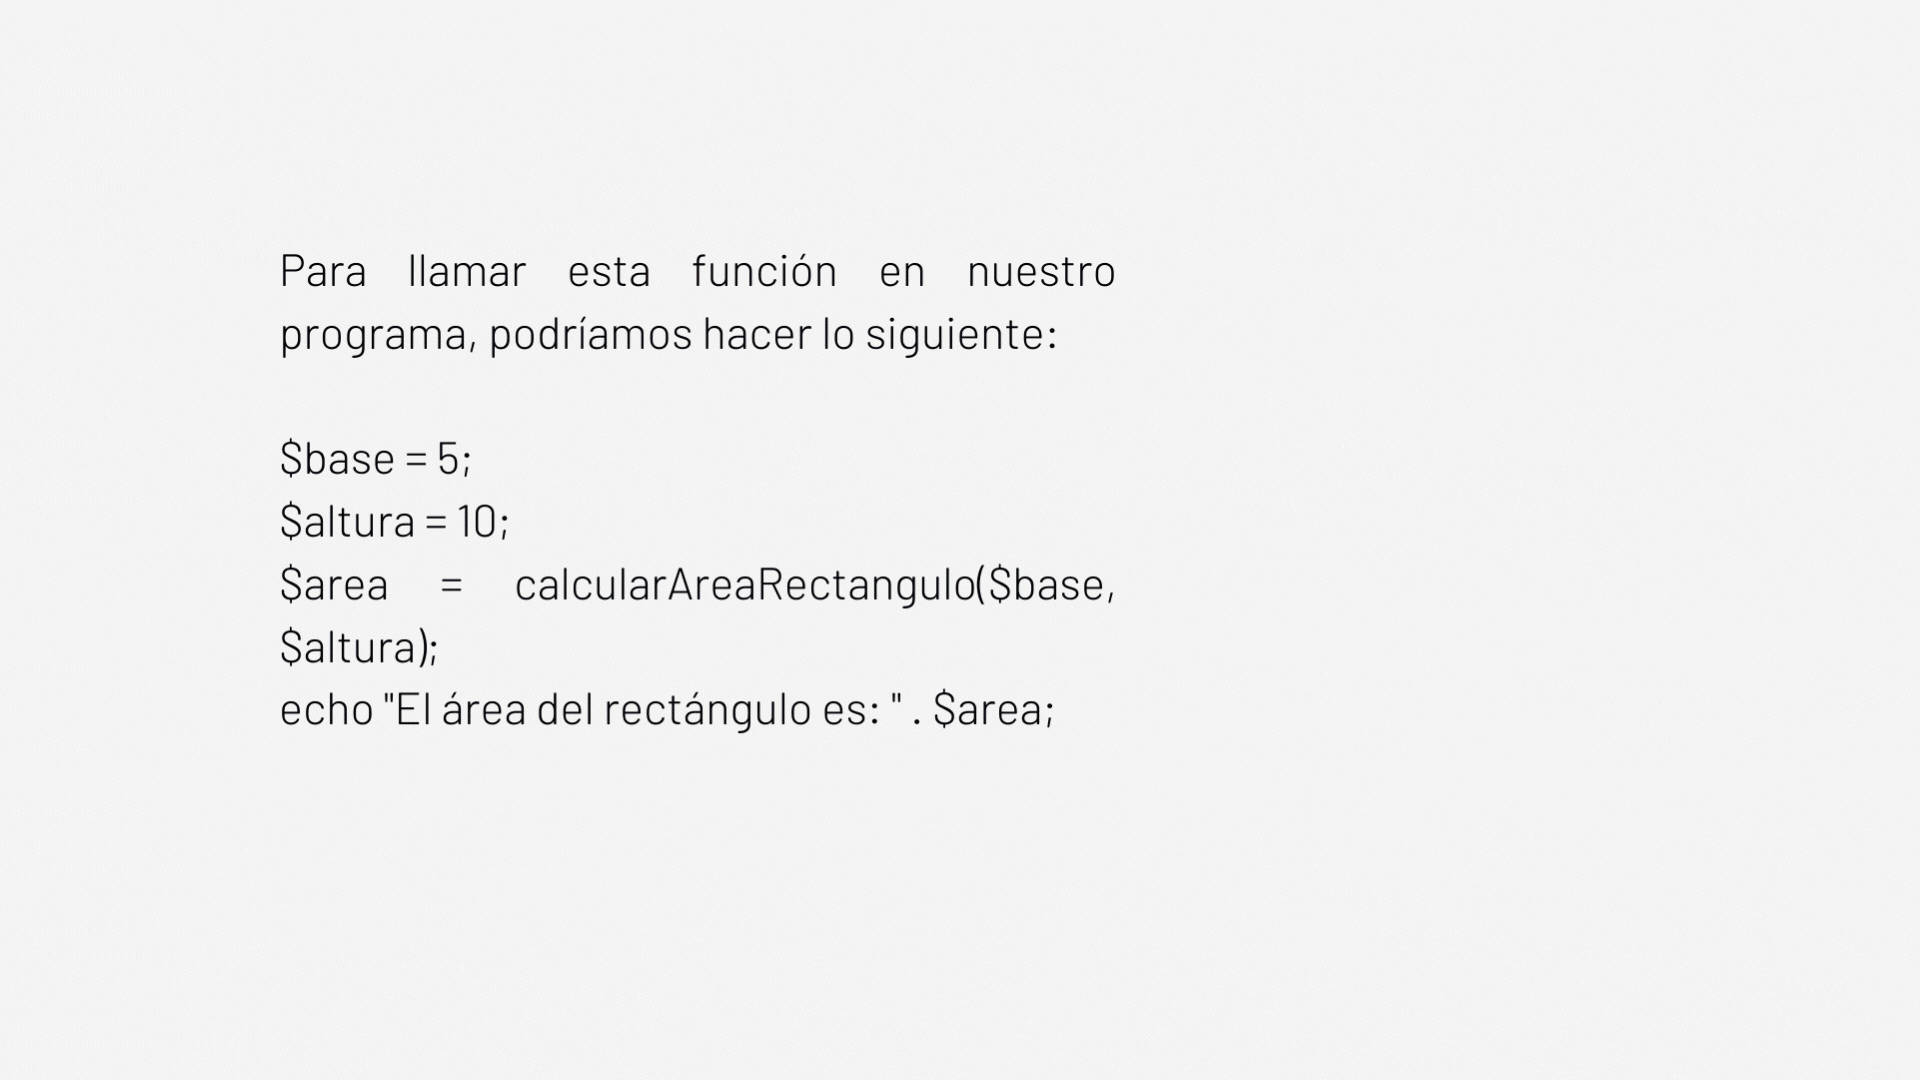 Para llamar esta función en nuestro
programa, podríamos hacer lo siguiente:
$base = 5;
$altura = 10;
$area = calcularAreaRectangulo($base,
$altura);
echo "El área del rectángulo es: " . $area;